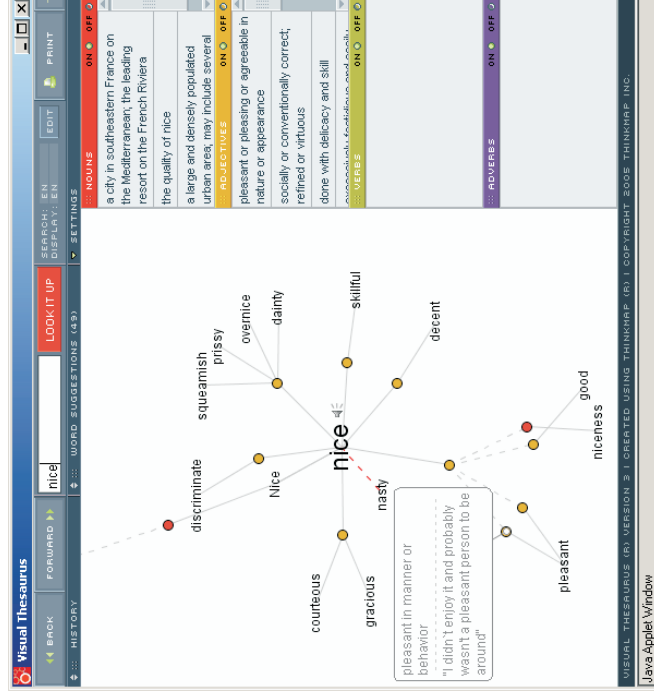 Visual Thesaurus
BACK
FORWARD
nice
LOOK IT UP
SEARCH: EN
DISPLAY: EN
EDIT
PRINT
HISTORY
WORD SUGGESTIONS (49)
SETTINGS
discriminate
squeamish
prissy
overnice
dainty
Nice
courteous
gracious
nice
skillful
nasty
decent
pleasant in manner or
behavior
"I didn't enjoy it and probably
wasn't a pleasant person to be
around"
pleasant
good
niceness
NOUNS ON OFF
a city in southeastern France on
the Mediterranean; the leading
resort on the French Riviera
the quality of nice
a large and densely populated
urban area; may include several
ADJECTIVES ON OFF
pleasant or pleasing or agreeable in
nature or appearance
socially or conventionally correct;
refined or virtuous
done with delicacy and skill
VERBS ON OFF
ADVERBS ON OFF
VISUAL THESAURUS (R) VERSION 3 | CREATED USING THINKMAP (R) | COPYRIGHT 2005 THINKMAP INC.
Java Applet Window